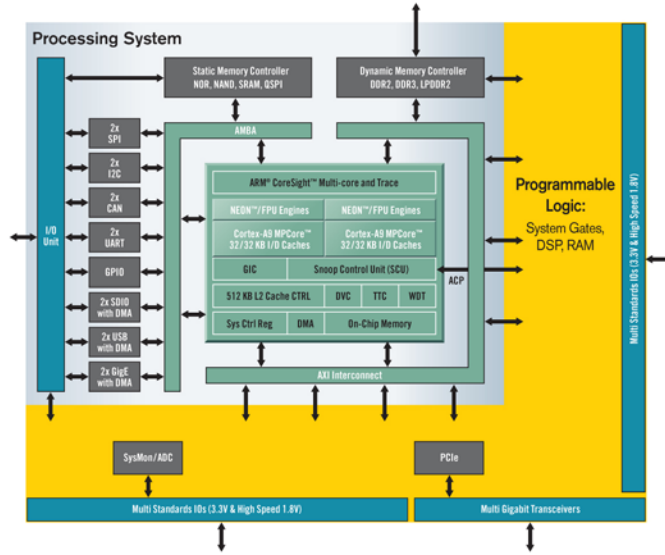 Processing System
Static Memory Controller
NOR, NAND, SRAM, QSPI
Dynamic Memory Controller
DDR2, DDR3, LPDDR2
AMBA
2x
SPI
2x
I2C
2x
CAN
2x
UART
GPIO
2x SDIO
with DMA
2x USB
with DMA
2x GigE
with DMA
I/O
Unit
ARM® CoreSight™ Multi-core and Trace
NEON™/FPU Engines
NEON™/FPU Engines
Cortex-A9 MPCore™
32/32 KB I/D Caches
Cortex-A9 MPCore™
32/32 KB I/D Caches
GIC
Snoop Control Unit (SCU)
ACP
512 KB L2 Cache CTRL
DVC
TTC
WDT
Sys Ctrl Reg
DMA
On-Chip Memory
AXI Interconnect
Programmable
Logic:
System Gates,
DSP, RAM
Multi Standards IOs (3.3V & High Speed 1.8V)
SysMon/ADC
PCIe
Multi Standards IOs (3.3V & High Speed 1.8V)
Multi Gigabit Transceivers